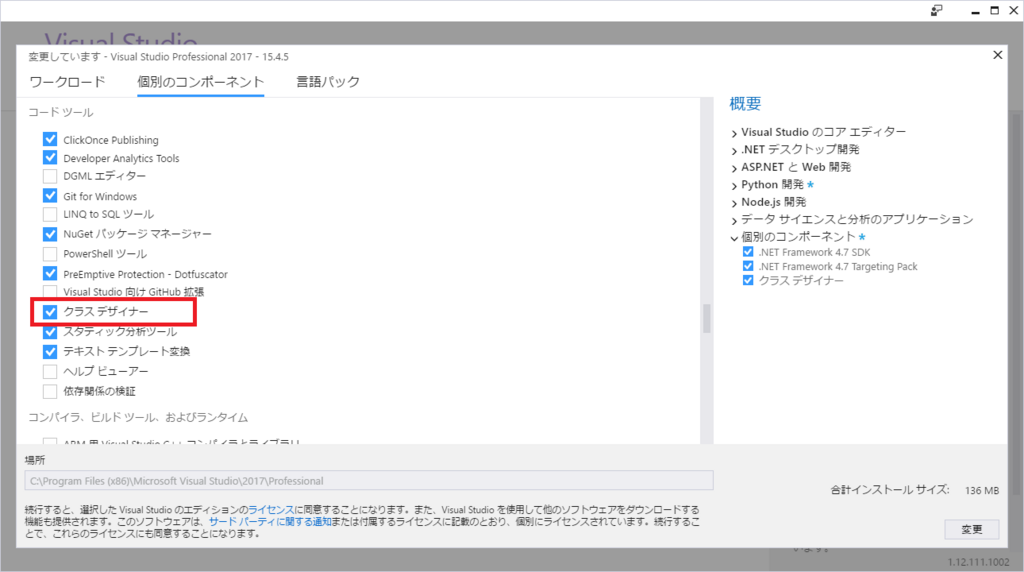 Visual Studio
変更しています - Visual Studio Professional 2017 - 15.4.5
ワークロード 個別のコンポーネント 言語パック
コード ツール
ClickOnce Publishing
Developer Analytics Tools
DGML エディター
Git for Windows
LINQ to SQL ツール
NuGet パッケージ マネージャー
PowerShell ツール
PreEmptive Protection - Dotfuscator
Visual Studio 向け GitHub 拡張
クラス デザイナー
スタティック分析ツール
テキスト テンプレート変換
ヘルプ ビューアー
依存関係の検証
コンパイラ、ビルド ツール、およびランタイム
ARM 用 Visual Studio C++ コンパイラとライブラリ
概要
Visual Studio のコア エディター
.NET デスクトップ開発
ASP.NET と Web 開発
Python 開発 *
Node.js 開発
データ サイエンスと分析のアプリケーション
個別のコンポーネント *
.NET Framework 4.7 SDK
.NET Framework 4.7 Targeting Pack
クラス デザイナー
場所
C:\Program Files (x86)\Microsoft Visual Studio\2017\Professional
合計インストール サイズ: 136 MB
続行すると、選択した Visual Studio のエディションのライセンスに同意することになります。また、Visual Studio を使用して他のソフトウェアをダウンロードする
機能も提供されます。このソフトウェアは、サード パーティに関する通知または付属するライセンスに記載のとおり、個別にライセンスされています。続行するこ
とで、これらのライセンスにも同意することになります。
変更
います。
1.12.111.1002